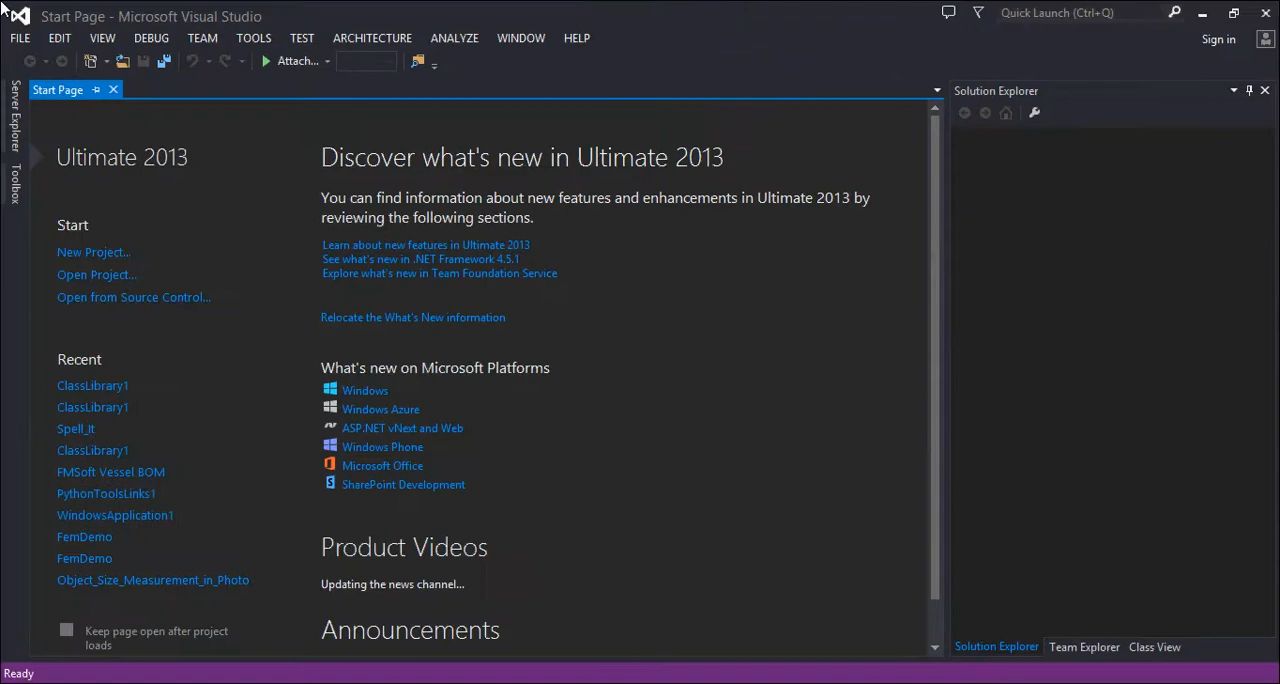 Start Page - Microsoft Visual Studio
Quick Launch (Ctrl+Q)
FILE EDIT VIEW DEBUG TEAM TOOLS TEST ARCHITECTURE ANALYZE WINDOW HELP
Sign in
Attach...
Server Explorer
Toolbox
Start Page
Ultimate 2013
Start
New Project...
Open Project...
Open from Source Control...
Recent
ClassLibrary1
ClassLibrary1
Spell_It
ClassLibrary1
FMSoft Vessel BOM
PythonToolsLinks1
WindowsApplication1
FemDemo
FemDemo
Object_Size_Measurement_in_Photo
Keep page open after project
loads
Discover what's new in Ultimate 2013
You can find information about new features and enhancements in Ultimate 2013 by
reviewing the following sections.
Learn about new features in Ultimate 2013
See what's new in .NET Framework 4.5.1
Explore what's new in Team Foundation Service
Relocate the What's New information
What's new on Microsoft Platforms
Windows
Windows Azure
ASP.NET vNext and Web
Windows Phone
Microsoft Office
SharePoint Development
Product Videos
Updating the news channel...
Announcements
Solution Explorer
Solution Explorer Team Explorer Class View
Ready